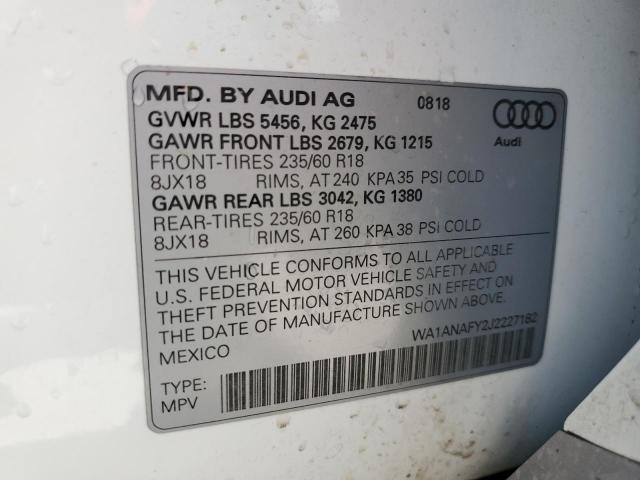 MFD. BY AUDI AG 0818
GVWR LBS 5456, KG 2475
GAWR FRONT LBS 2679, KG 1215
FRONT-TIRES 235/60 R18
8JX18 RIMS, AT 240 KPA 35 PSI COLD
GAWR REAR LBS 3042, KG 1380
REAR-TIRES 235/60 R18
8JX18 RIMS, AT 260 KPA 38 PSI COLD
Audi
THIS VEHICLE CONFORMS TO ALL APPLICABLE
U.S. FEDERAL MOTOR VEHICLE SAFETY AND
THEFT PREVENTION STANDARDS IN EFFECT ON
THE DATE OF MANUFACTURE SHOWN ABOVE.
MEXICO WA1ANAFY2J2227182
TYPE:
MPV